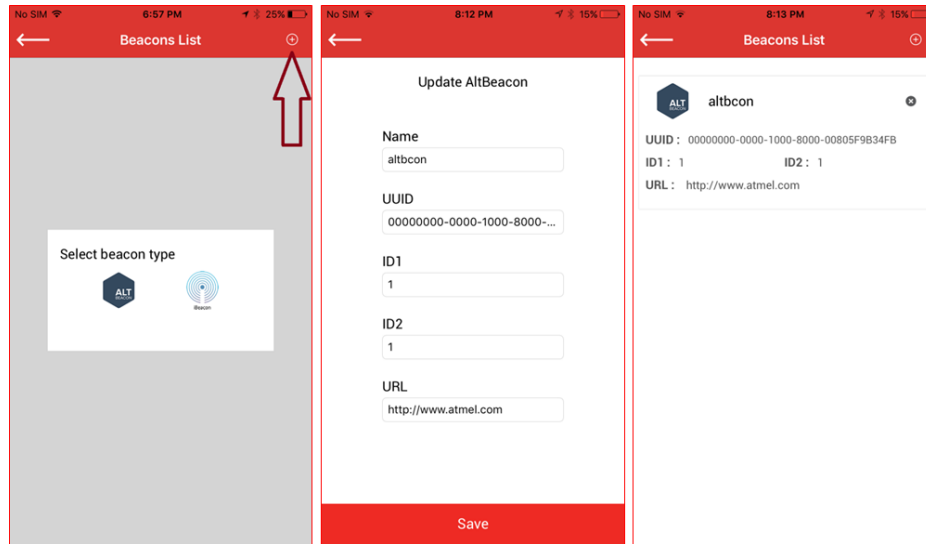 No SIM 6:57 PM 25%
Beacons List
Select beacon type
ALT
BEACON
iBeacon
No SIM 8:12 PM 15%
Update AltBeacon
Name
altbcon
UUID
00000000-0000-1000-8000-...
ID1
1
ID2
1
URL
http://www.atmel.com
Save
No SIM 8:13 PM 15%
Beacons List
ALT
BEACON
altbcon
UUID : 00000000-0000-1000-8000-00805F9B34FB
ID1 : 1 ID2 : 1
URL : http://www.atmel.com